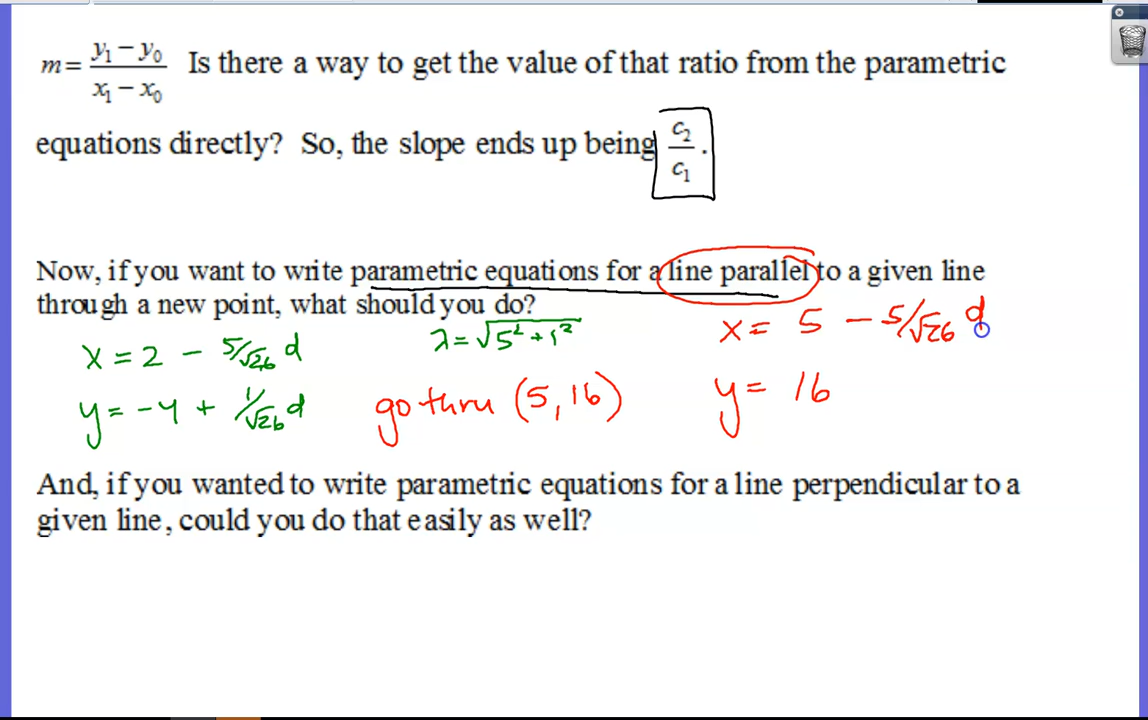 m = y₁ − y₀ / x₁ − x₀ Is there a way to get the value of that ratio from the parametric
equations directly? So, the slope ends up being c₂ / c₁ .
Now, if you want to write parametric equations for a line parallel to a given line
through a new point, what should you do?
x = 2 − 5/√26 d
λ = √5² + 1²
x = 5 − 5/√26 d
y = −4 + 1/√26 d
go thru (5, 16)
y = 16
And, if you wanted to write parametric equations for a line perpendicular to a
given line, could you do that easily as well?